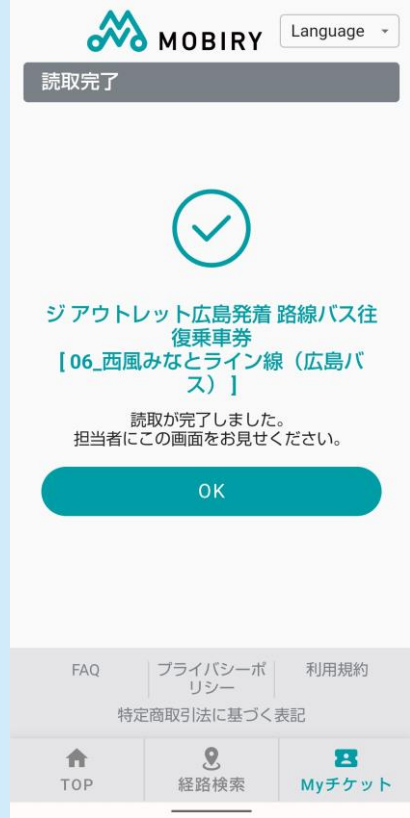 MOBIRY
Language
読取完了
ジ アウトレット広島発着 路線バス往
復乗車券
[ 06_西風みなとライン線（広島バ
ス）]
読取が完了しました。
担当者にこの画面をお見せください。
OK
FAQ
プライバシーポ
リシー
利用規約
特定商取引法に基づく表記
TOP
経路検索
Myチケット